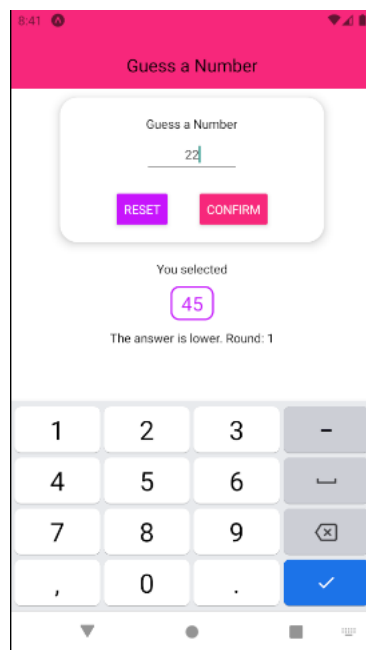 8:41
Guess a Number
Guess a Number
22
RESET CONFIRM
You selected
45
The answer is lower. Round: 1
1 2 3 –
4 5 6
7 8 9
, 0 .